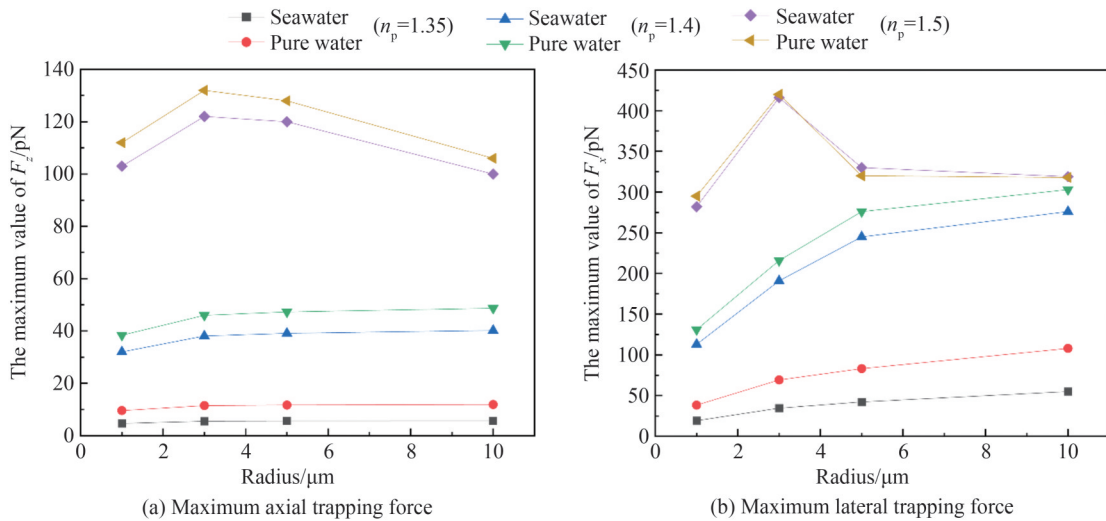 Seawater (np=1.35) Seawater (np=1.4) Seawater (np=1.5)
Pure water Pure water Pure water
The maximum value of Fz/pN
140
120
100
80
60
40
20
0
0 2 4 6 8 10
Radius/μm
(a) Maximum axial trapping force
The maximum value of Fx/pN
450
400
350
300
250
200
150
100
50
0
0 2 4 6 8 10
Radius/μm
(b) Maximum lateral trapping force